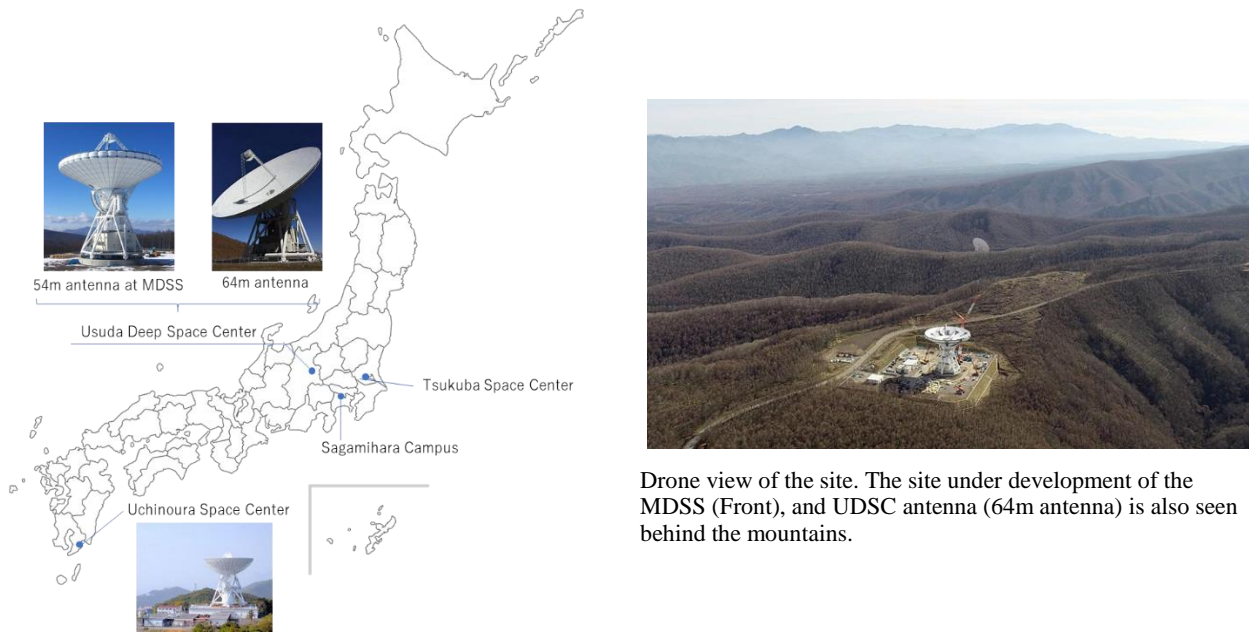 54m antenna at MDSS
64m antenna
Usuda Deep Space Center
Tsukuba Space Center
Sagamihara Campus
Uchinoura Space Center
Drone view of the site. The site under development of the
MDSS (Front), and UDSC antenna (64m antenna) is also seen
behind the mountains.